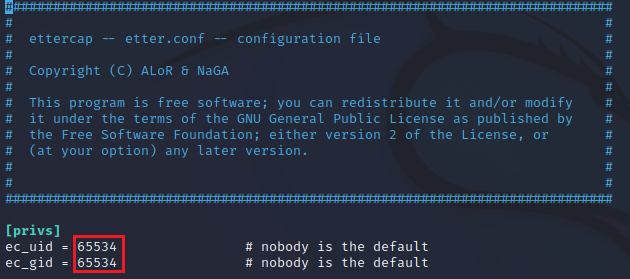 ###############################################################################
#                                                                             #
#  ettercap -- etter.conf -- configuration file                               #
#                                                                             #
#  Copyright (C) ALoR & NaGA                                                  #
#                                                                             #
#  This program is free software; you can redistribute it and/or modify       #
#  it under the terms of the GNU General Public License as published by       #
#  the Free Software Foundation; either version 2 of the License, or          #
#  (at your option) any later version.                                        #
#                                                                             #
#                                                                             #
###############################################################################
[privs]
ec_uid = 65534                # nobody is the default
ec_gid = 65534                # nobody is the default